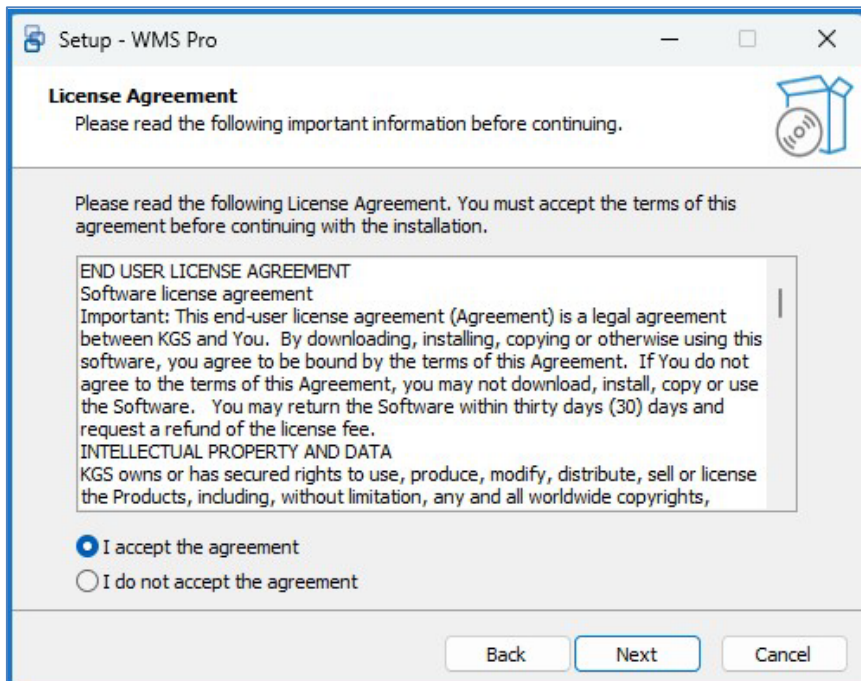 Setup - WMS Pro
License Agreement
Please read the following important information before continuing.
Please read the following License Agreement. You must accept the terms of this
agreement before continuing with the installation.
END USER LICENSE AGREEMENT
Software license agreement
Important: This end-user license agreement (Agreement) is a legal agreement
between KGS and You.  By downloading, installing, copying or otherwise using this
software, you agree to be bound by the terms of this Agreement.  If You do not
agree to the terms of this Agreement, you may not download, install, copy or use
the Software.   You may return the Software within thirty days (30) days and
request a refund of the license fee.
INTELLECTUAL PROPERTY AND DATA
KGS owns or has secured rights to use, produce, modify, distribute, sell or license
the Products, including, without limitation, any and all worldwide copyrights,
I accept the agreement
I do not accept the agreement
Back Next Cancel